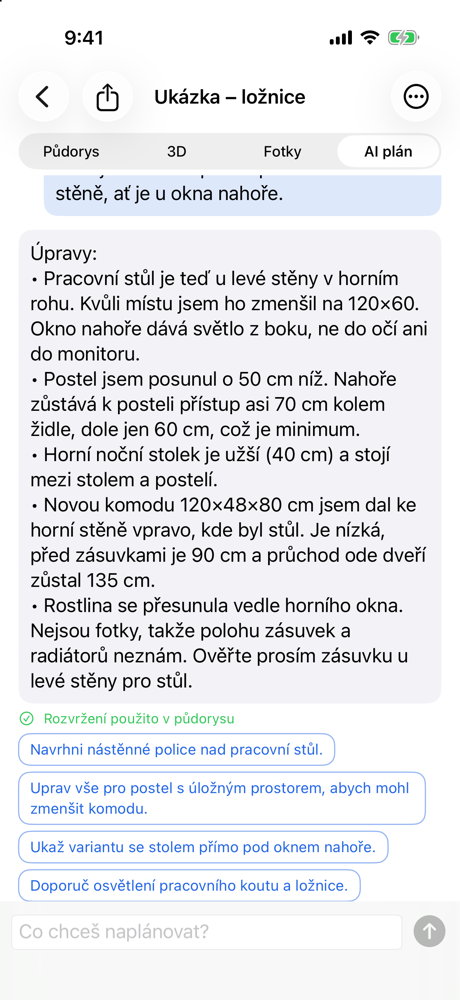 9:41
Ukázka – ložnice
Půdorys
3D
Fotky
AI plán
stěně, ať je u okna nahoře.
Úpravy:
• Pracovní stůl je teď u levé stěny v horním
rohu. Kvůli místu jsem ho zmenšil na 120×60.
Okno nahoře dává světlo z boku, ne do očí ani
do monitoru.
• Postel jsem posunul o 50 cm níž. Nahoře
zůstává k posteli přístup asi 70 cm kolem
židle, dole jen 60 cm, což je minimum.
• Horní noční stolek je užší (40 cm) a stojí
mezi stolem a postelí.
• Novou komodu 120×48×80 cm jsem dal ke
horní stěně vpravo, kde byl stůl. Je nízká,
před zásuvkami je 90 cm a průchod ode dveří
zůstal 135 cm.
• Rostlina se přesunula vedle horního okna.
Nejsou fotky, takže polohu zásuvek a
radiátorů neznám. Ověřte prosím zásuvku u
levé stěny pro stůl.
Rozvržení použito v půdorysu
Navrhni nástěnné police nad pracovní stůl.
Uprav vše pro postel s úložným prostorem, abych mohl
zmenšit komodu.
Ukaž variantu se stolem přímo pod oknem nahoře.
Doporuč osvětlení pracovního koutu a ložnice.
Co chceš naplánovat?